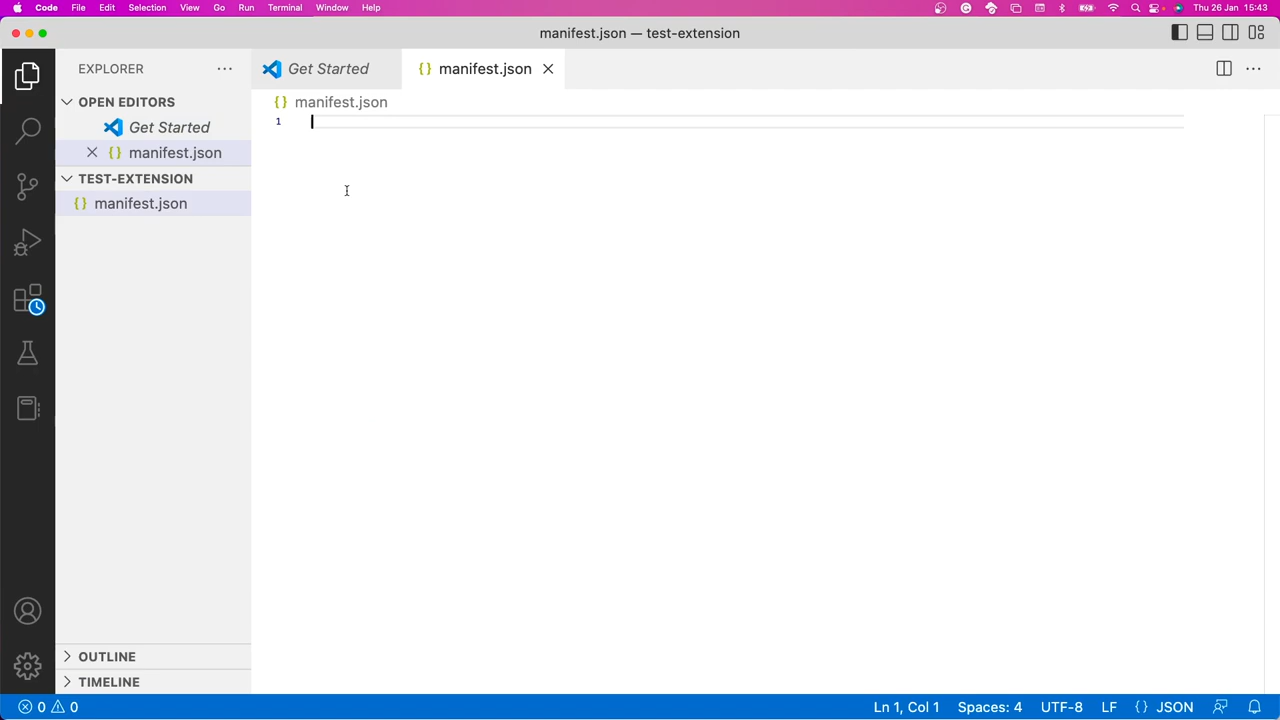 Code File Edit Selection View Go Run Terminal Window Help Thu 26 Jan 15:43
manifest.json — test-extension
EXPLORER
Get Started
manifest.json
OPEN EDITORS
manifest.json
Get Started
1
manifest.json
TEST-EXTENSION
manifest.json
OUTLINE
TIMELINE
0 0 Ln 1, Col 1 Spaces: 4 UTF-8 LF {} JSON